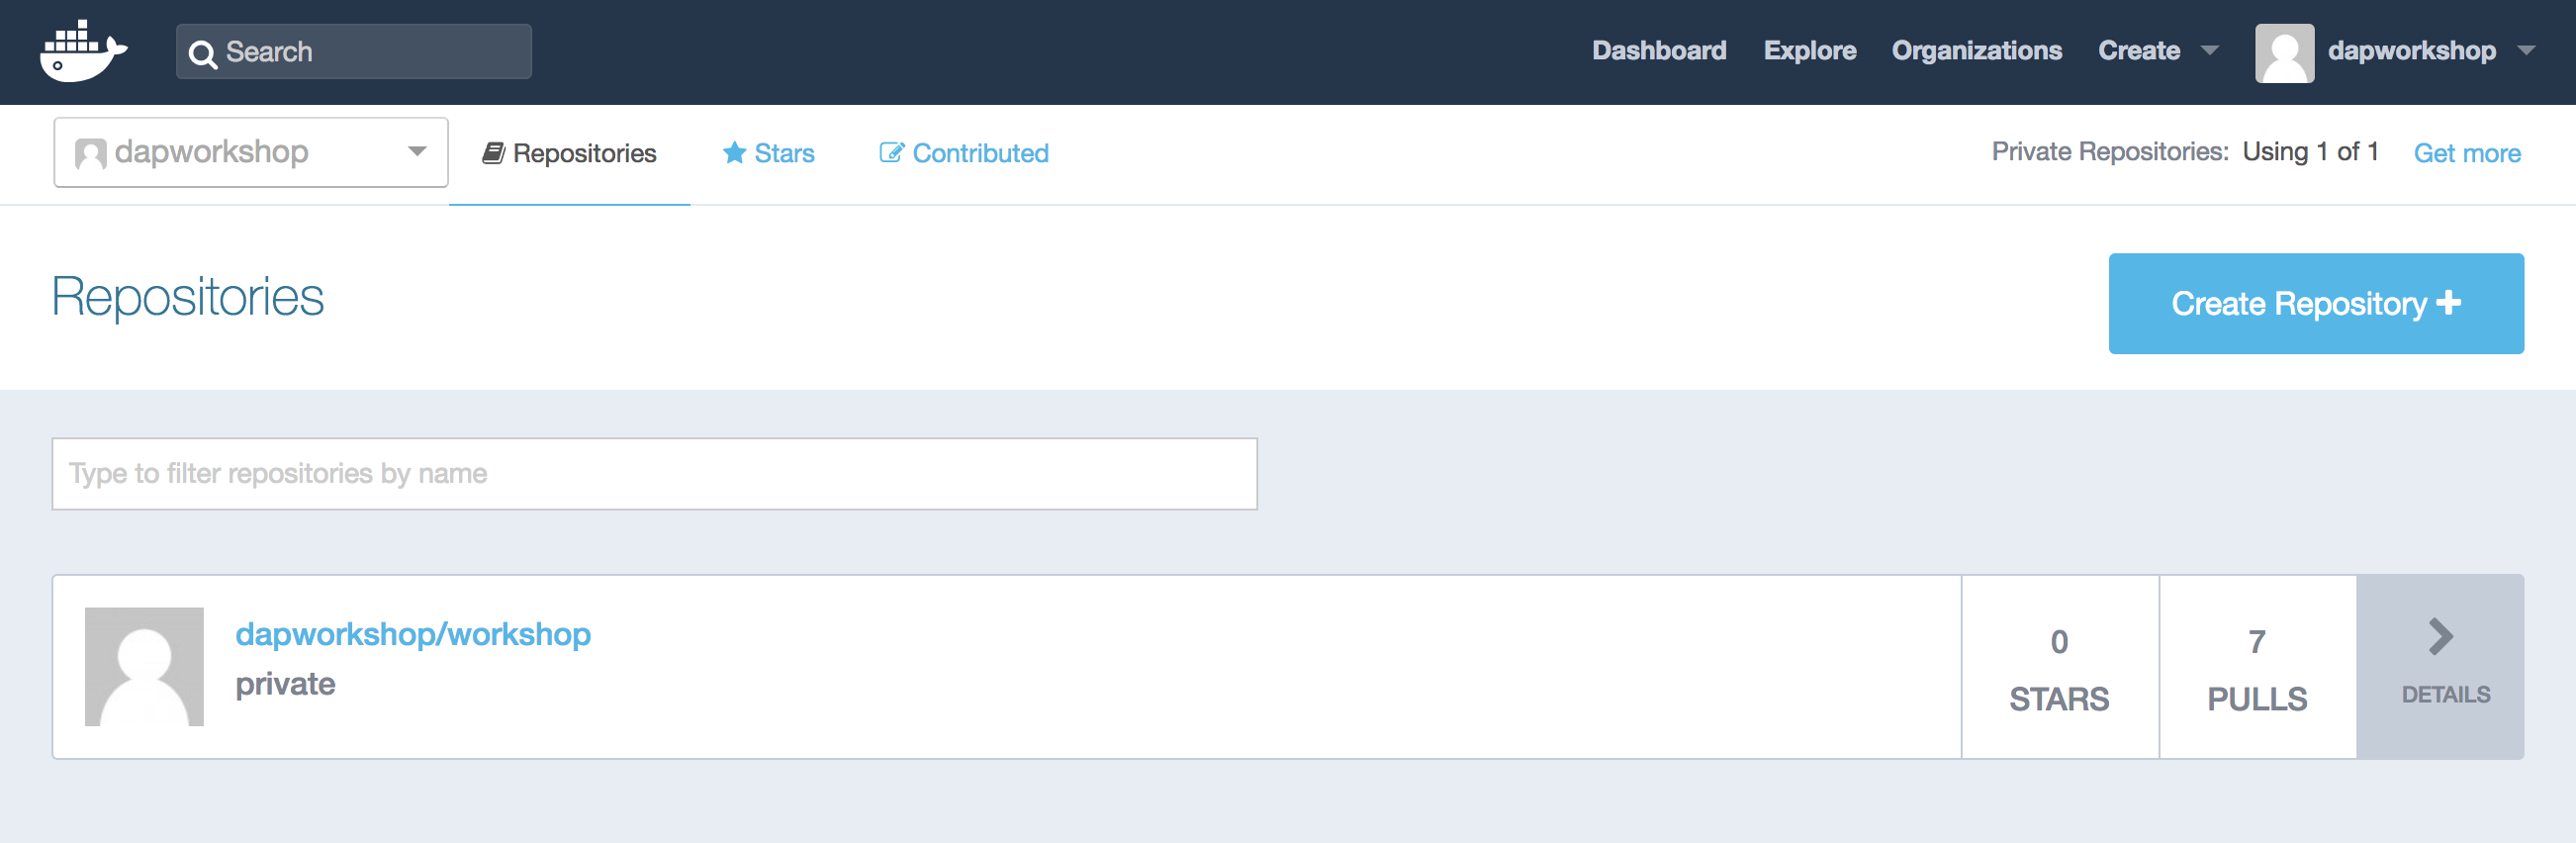 Search
Dashboard Explore Organizations Create dapworkshop
dapworkshop Repositories Stars Contributed Private Repositories: Using 1 of 1 Get more
Repositories
Create Repository
Type to filter repositories by name
dapworkshop/workshop
private
0
STARS
7
PULLS
DETAILS